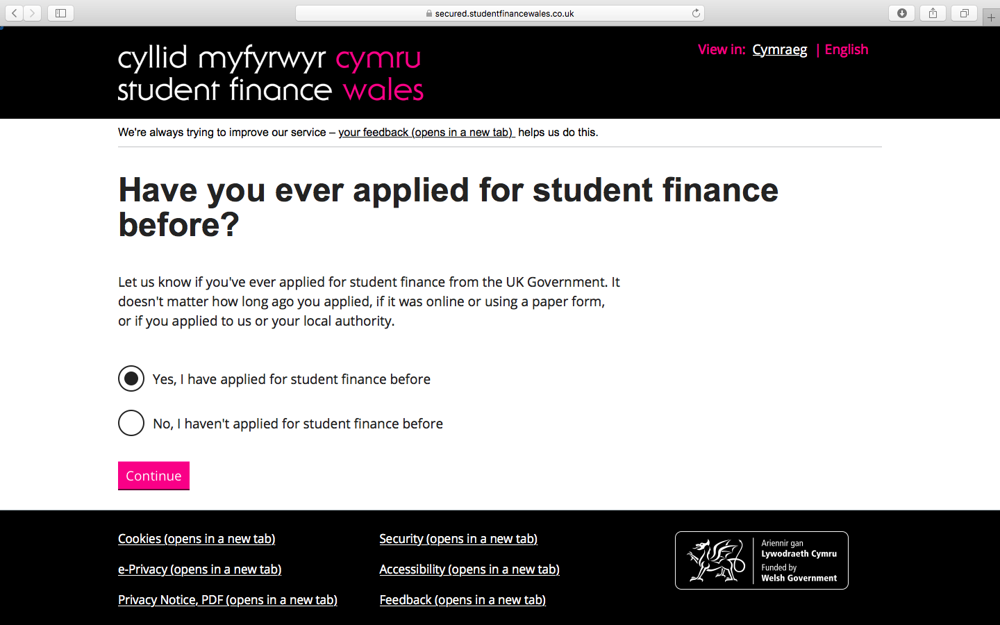 secured.studentfinancewales.co.uk
cyllid myfyrwyr cymru
student finance wales
View in: Cymraeg | English
We're always trying to improve our service – your feedback (opens in a new tab) helps us do this.
Have you ever applied for student finance
before?
Let us know if you've ever applied for student finance from the UK Government. It
doesn't matter how long ago you applied, if it was online or using a paper form,
or if you applied to us or your local authority.
Yes, I have applied for student finance before
No, I haven't applied for student finance before
Continue
Cookies (opens in a new tab)
e-Privacy (opens in a new tab)
Privacy Notice, PDF (opens in a new tab)
Security (opens in a new tab)
Accessibility (opens in a new tab)
Feedback (opens in a new tab)
Ariennir gan
Lywodraeth Cymru
Funded by
Welsh Government